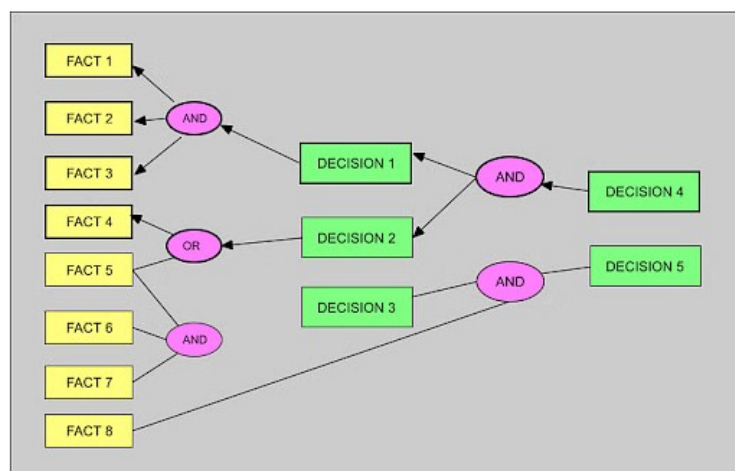 FACT 1
FACT 2
AND
FACT 3
DECISION 1
AND
DECISION 4
FACT 4
OR
DECISION 2
FACT 5
DECISION 5
AND
DECISION 3
FACT 6
AND
FACT 7
FACT 8